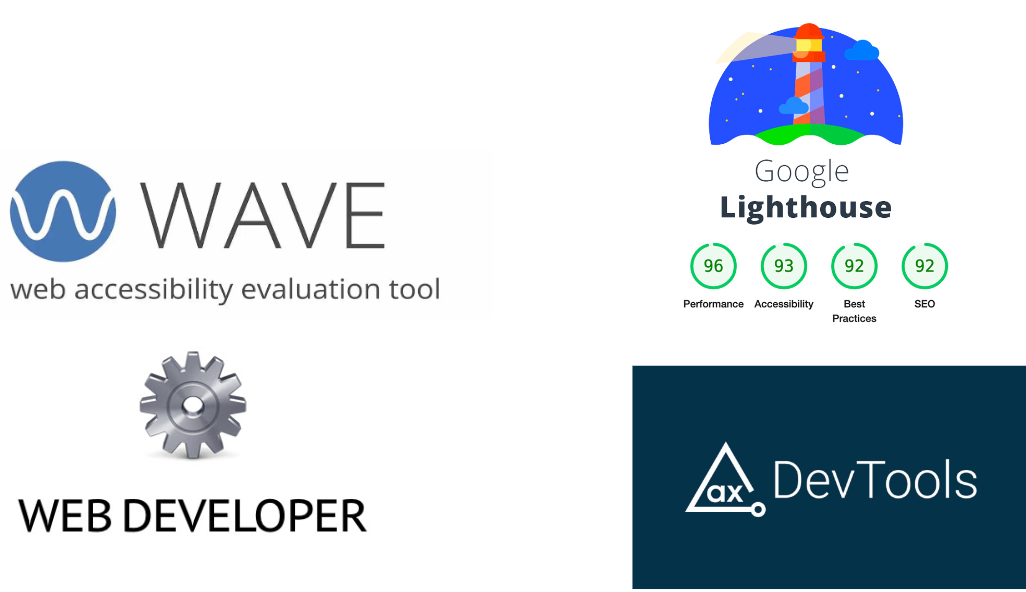 WAVE
web accessibility evaluation tool
WEB DEVELOPER
Google
Lighthouse
96 93 92 92
Performance Accessibility Best Practices SEO
ax DevTools